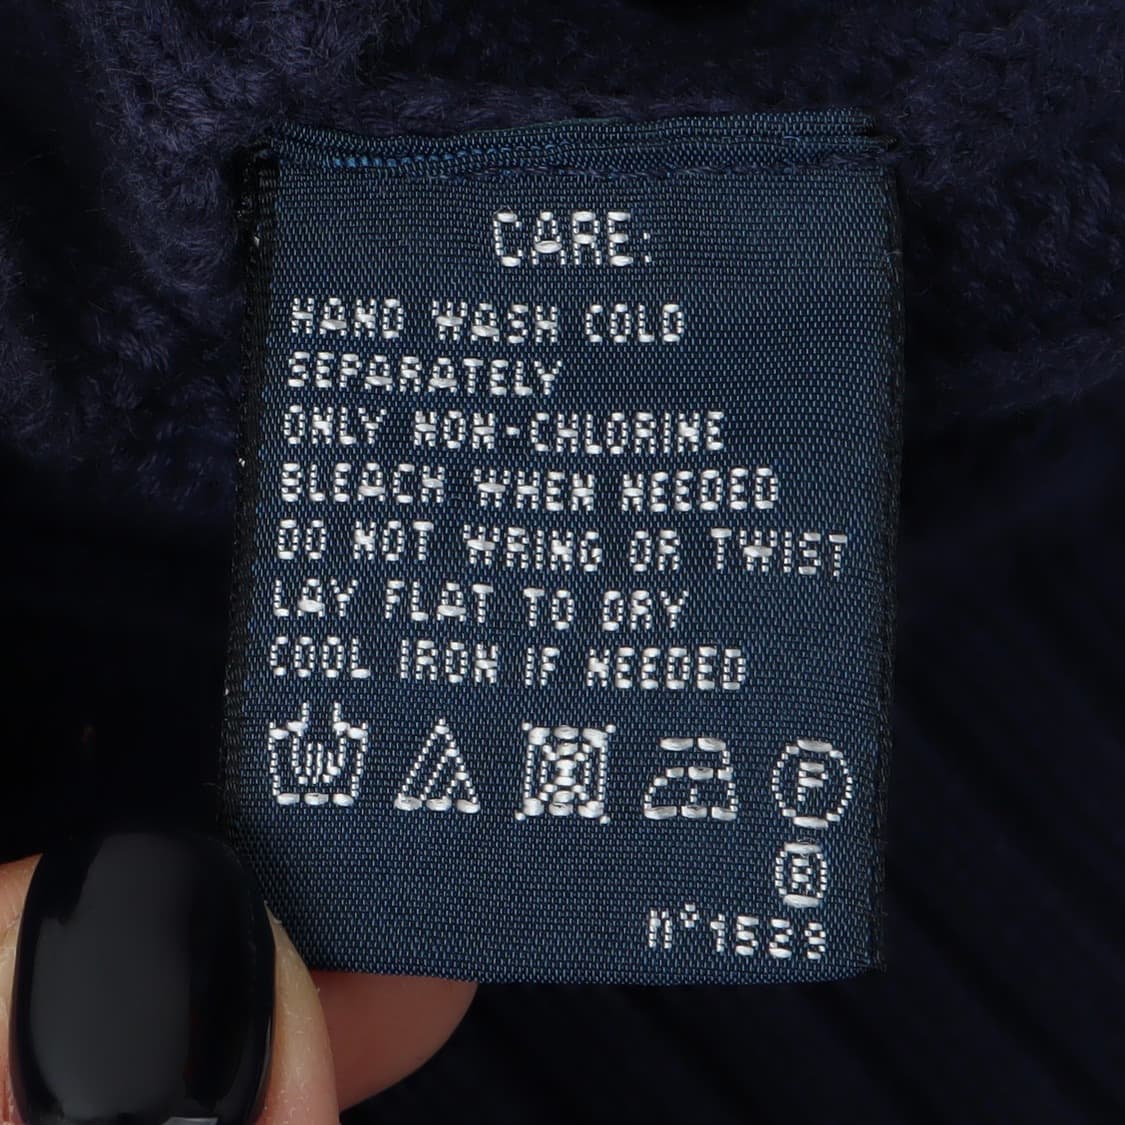 CARE:
HAND WASH COLD
SEPARATELY
ONLY NON-CHLORINE
BLEACH WHEN NEEDED
DO NOT WRING OR TWIST
LAY FLAT TO DRY
COOL IRON IF NEEDED
F
R